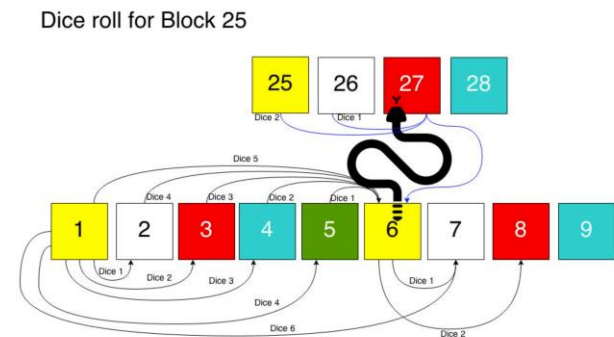 Dice roll for Block 25
25 26 27 28
Dice 2 Dice 1
Dice 5
Dice 4 Dice 3 Dice 2 Dice 1
1 2 3 4 5 6 7 8 9
Dice 1 Dice 2 Dice 3 Dice 1
Dice 4
Dice 6 Dice 2